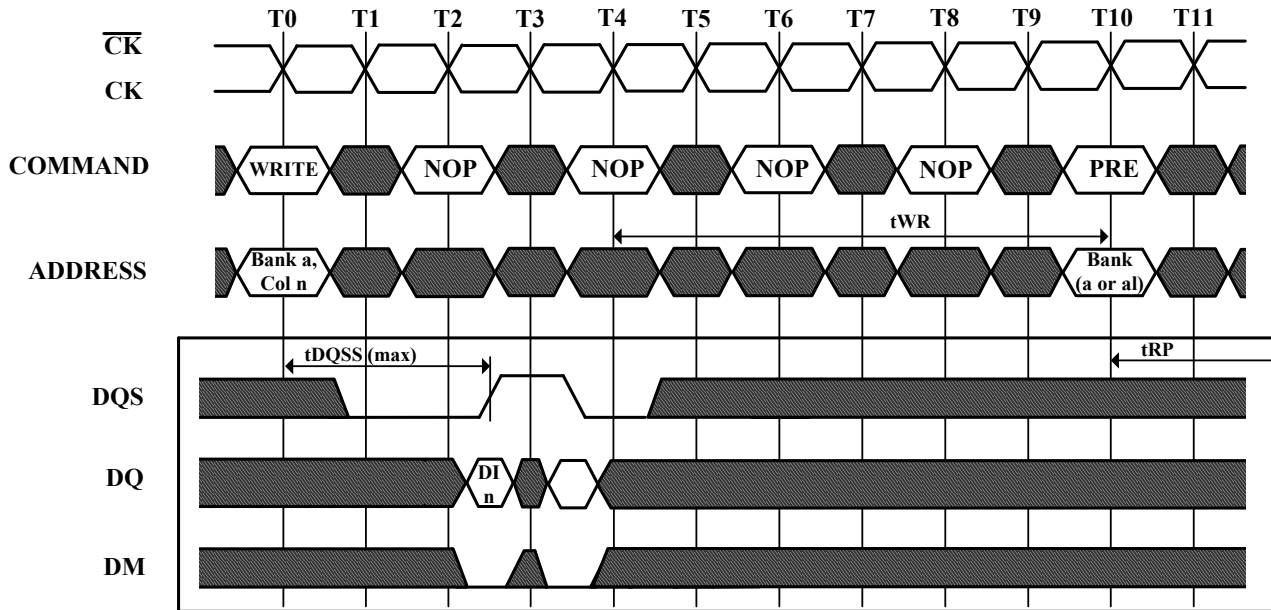 T0 T1 T2 T3 T4 T5 T6 T7 T8 T9 T10 T11
CK
CK
COMMAND WRITE NOP NOP NOP NOP PRE
tWR
ADDRESS Bank a, Col n Bank (a or al)
tDQSS (max) tRP
DQS
DQ DI n
DM